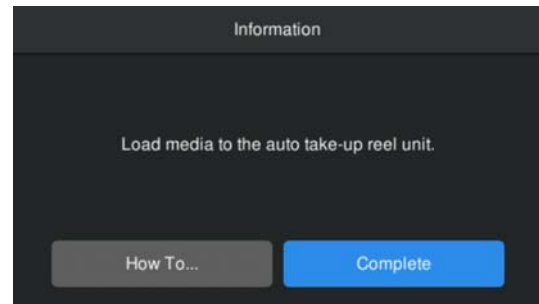 Information
Load media to the auto take-up reel unit.
How To...
Complete